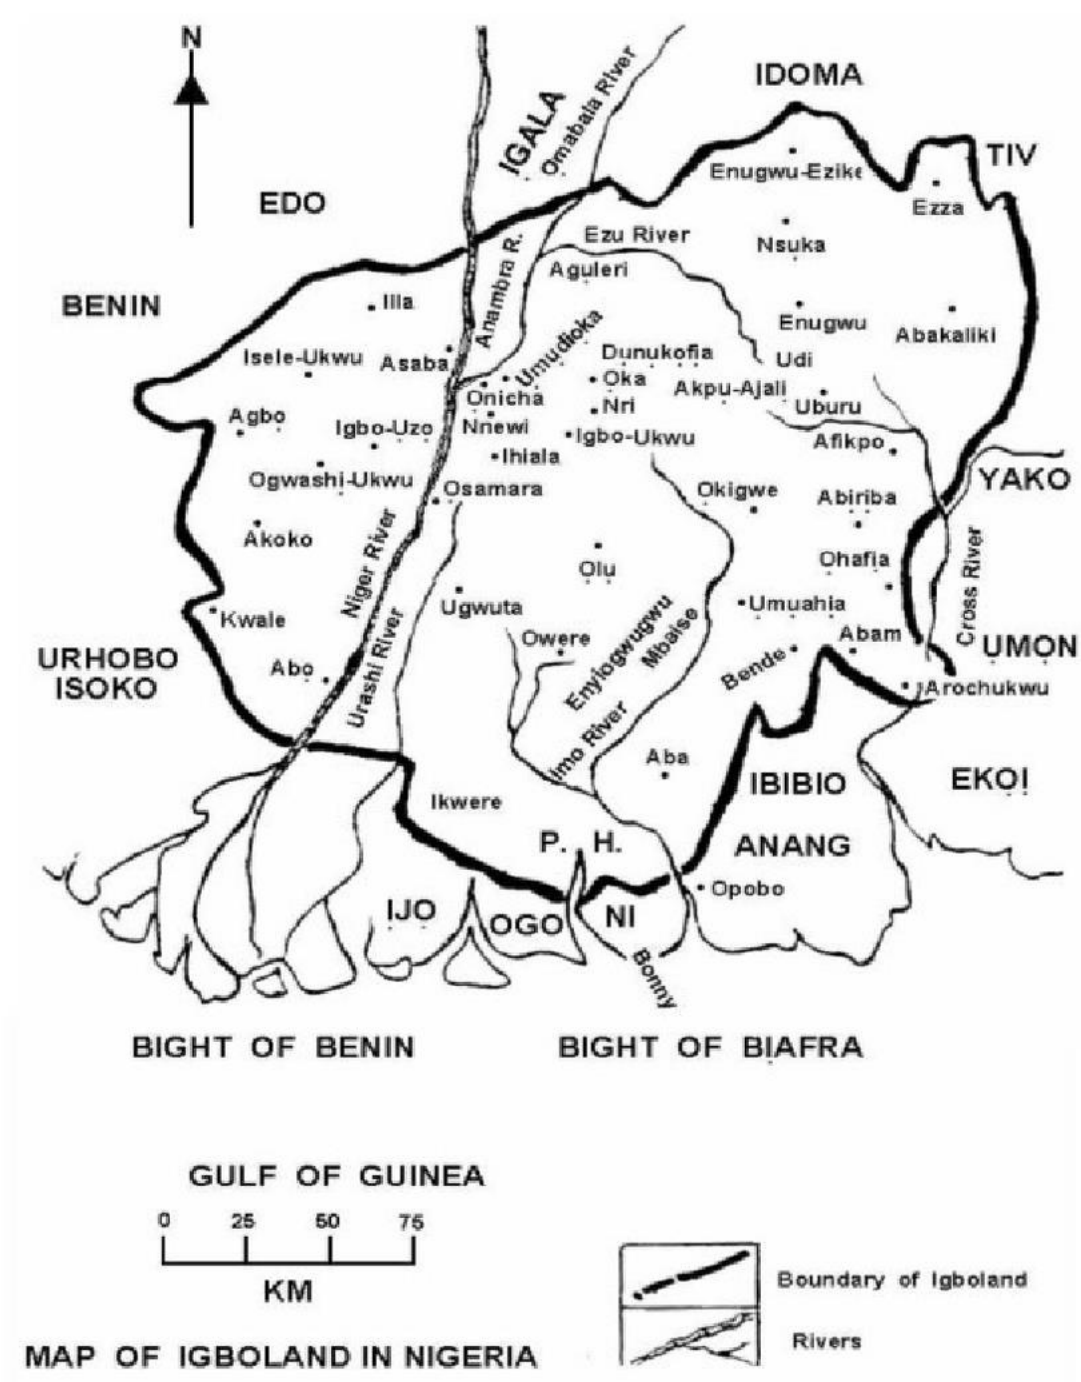 N
IDOMA
IGALA
Omabala River
TIV
Enugwu-Ezike
EDO
Ezza
Ezu River
Nsuka
Aguleri
Anambra R.
BENIN
Illa
Enugwu
Abakaliki
Umudioka
Isele-Ukwu
Asaba
Dunukofia
Udi
Oka
Akpu-Ajali
Onicha
Nri
Uburu
Agbo
Igbo-Uzo
Nnewi
Igbo-Ukwu
Afikpo
Ihiala
Ogwashi-Ukwu
Osamara
Okigwe
Abiriba
YAKO
Akoko
Niger River
Olu
Ohafia
Cross River
Ugwuta
Umuahia
Kwale
Owere
Enyiogwugwu
Mbaise
Abam
UMON
URHOBO
ISOKO
Abo
Urashi River
Bende
Arochukwu
Imo River
Aba
IBIBIO
EKOI
Ikwere
P. H.
ANANG
Opobo
IJO
OGO
NI
Bonny
BIGHT OF BENIN
BIGHT OF BIAFRA
GULF OF GUINEA
0 25 50 75
KM
Boundary of Igboland
Rivers
MAP OF IGBOLAND IN NIGERIA